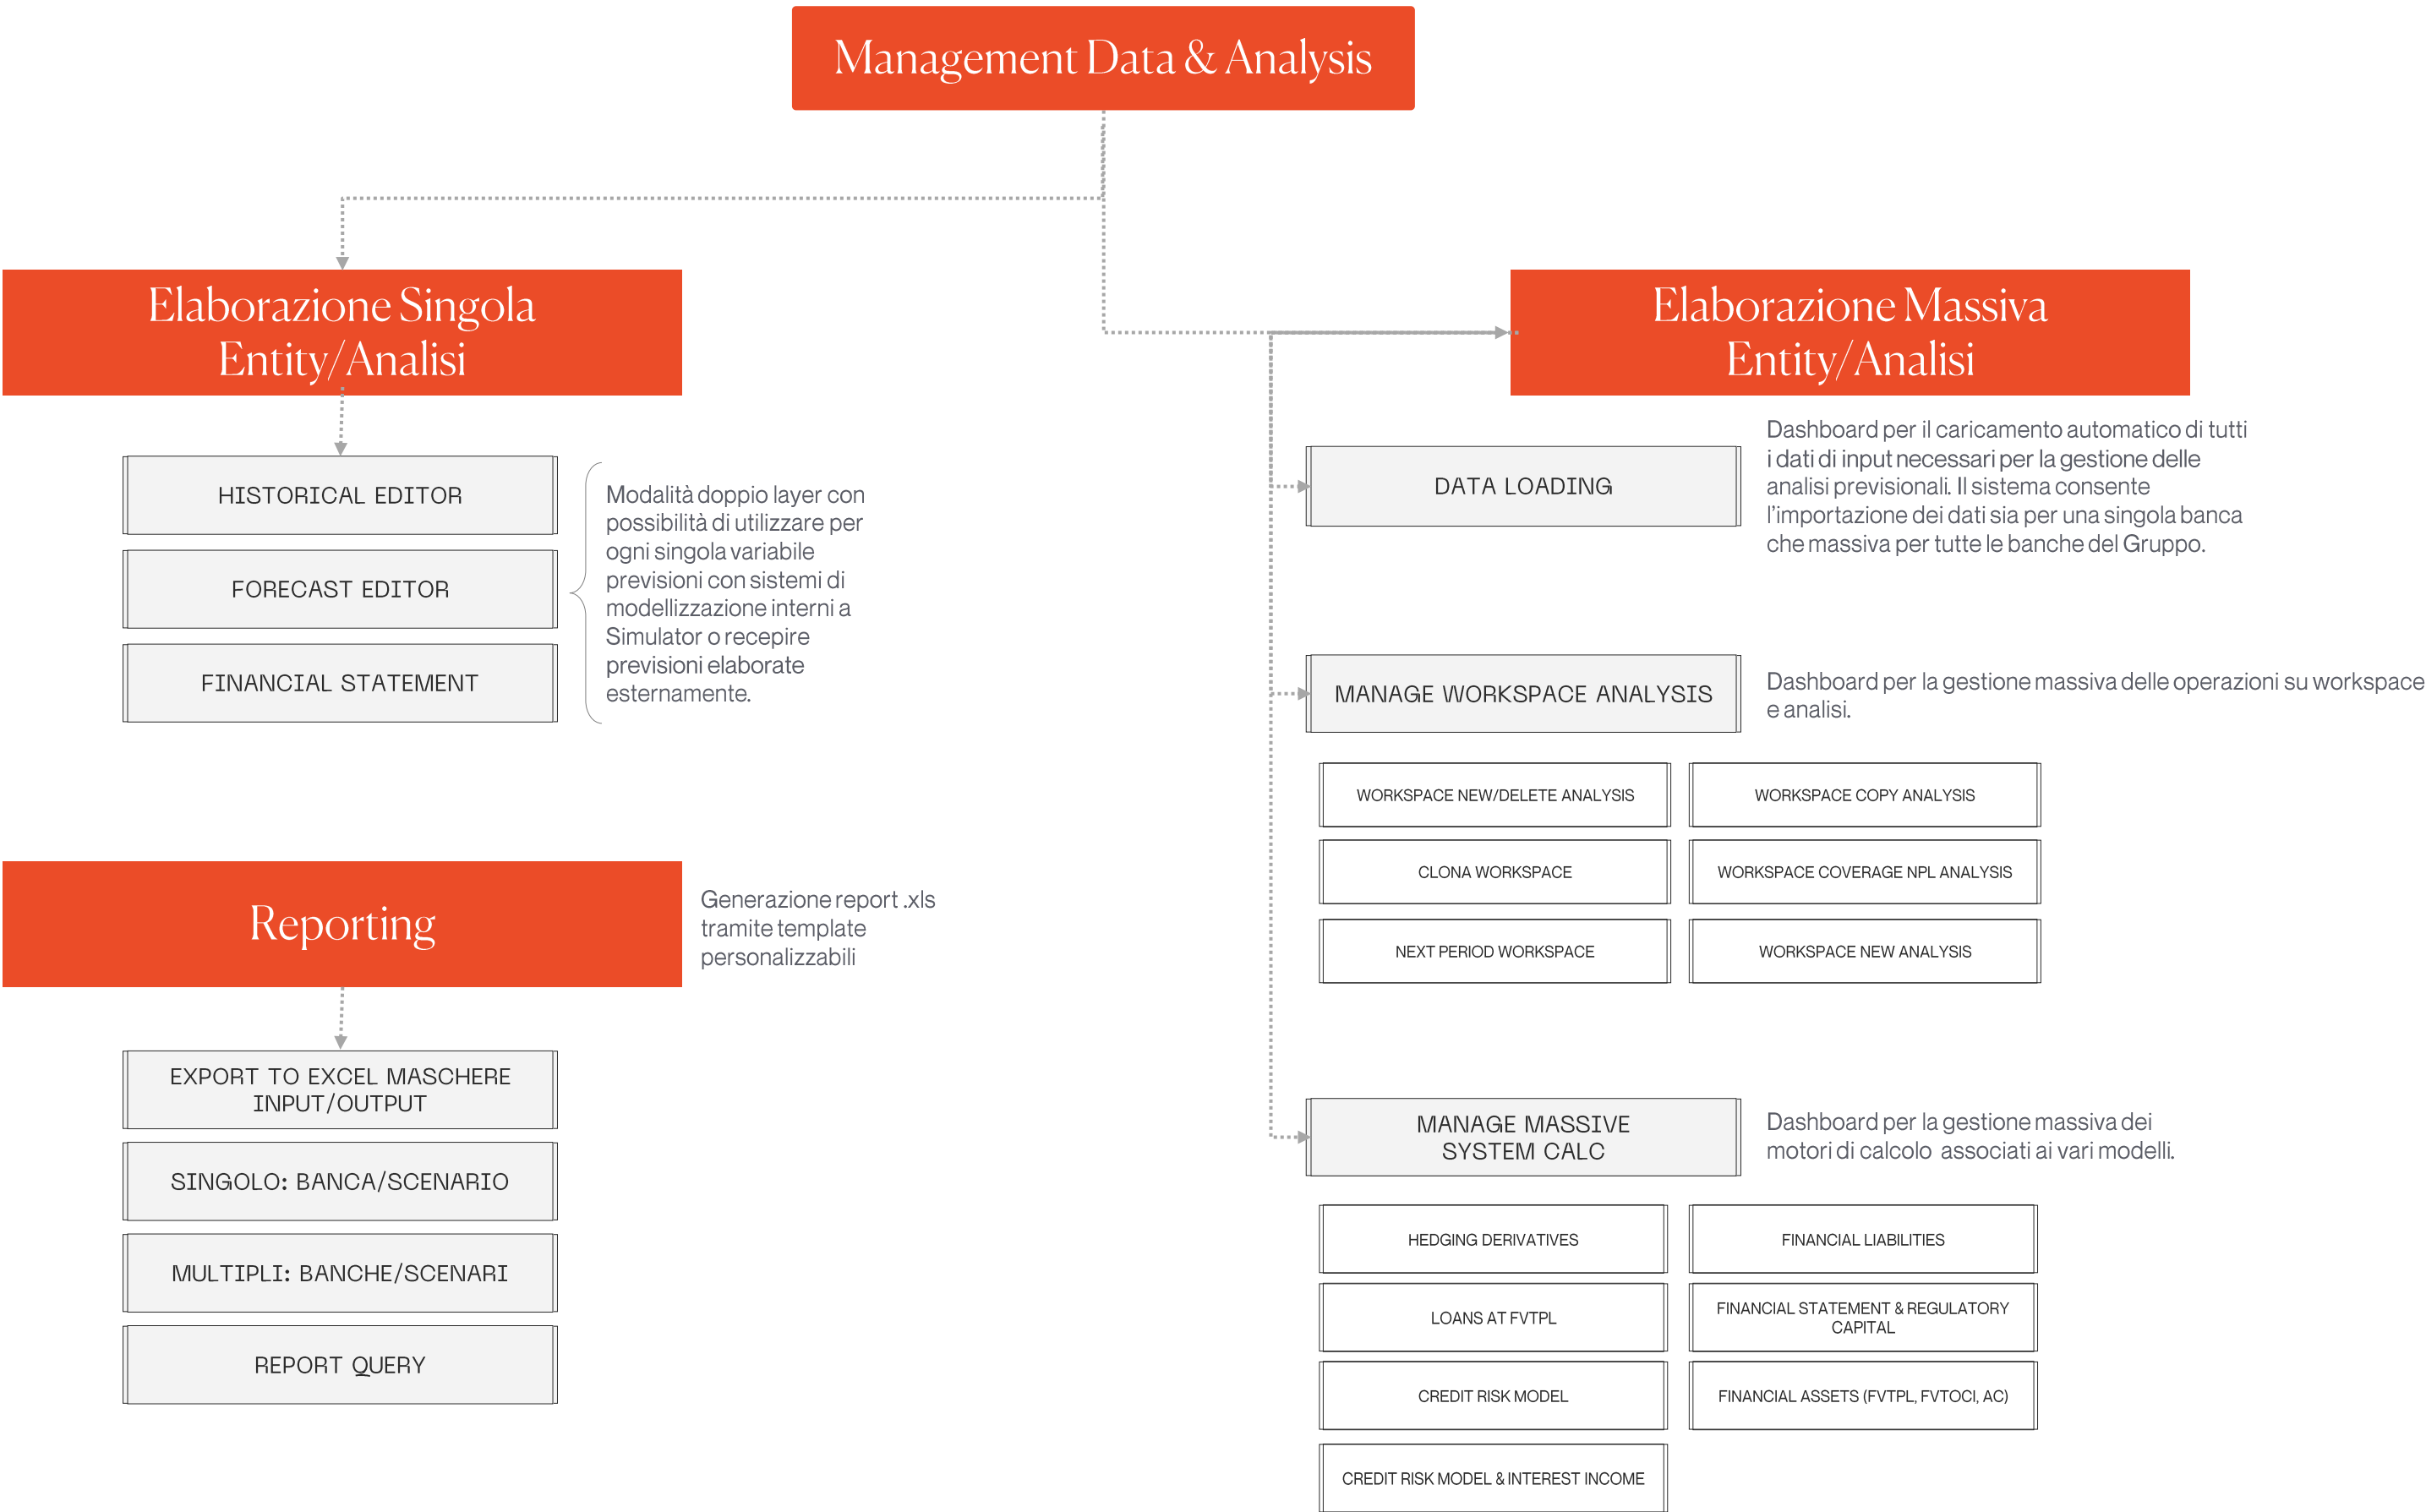 Management Data & Analysis
Elaborazione Singola
Entity/Analisi
HISTORICAL EDITOR
FORECAST EDITOR
FINANCIAL STATEMENT
Modalità doppio layer con
possibilità di utilizzare per
ogni singola variabile
previsioni con sistemi di
modellizzazione interni a
Simulator o recepire
previsioni elaborate
esternamente.
Reporting
Generazione report .xls
tramite template
personalizzabili
EXPORT TO EXCEL MASCHERE
INPUT/OUTPUT
SINGOLO: BANCA/SCENARIO
MULTIPLI: BANCHE/SCENARI
REPORT QUERY
Elaborazione Massiva
Entity/Analisi
DATA LOADING
Dashboard per il caricamento automatico di tutti
i dati di input necessari per la gestione delle
analisi previsionali. Il sistema consente
l'importazione dei dati sia per una singola banca
che massiva per tutte le banche del Gruppo.
MANAGE WORKSPACE ANALYSIS
Dashboard per la gestione massiva delle operazioni su workspace
e analisi.
WORKSPACE NEW/DELETE ANALYSIS
WORKSPACE COPY ANALYSIS
CLONA WORKSPACE
WORKSPACE COVERAGE NPL ANALYSIS
NEXT PERIOD WORKSPACE
WORKSPACE NEW ANALYSIS
MANAGE MASSIVE
SYSTEM CALC
Dashboard per la gestione massiva dei
motori di calcolo associati ai vari modelli.
HEDGING DERIVATIVES
FINANCIAL LIABILITIES
LOANS AT FVTPL
FINANCIAL STATEMENT & REGULATORY
CAPITAL
CREDIT RISK MODEL
FINANCIAL ASSETS (FVTPL, FVTOCI, AC)
CREDIT RISK MODEL & INTEREST INCOME